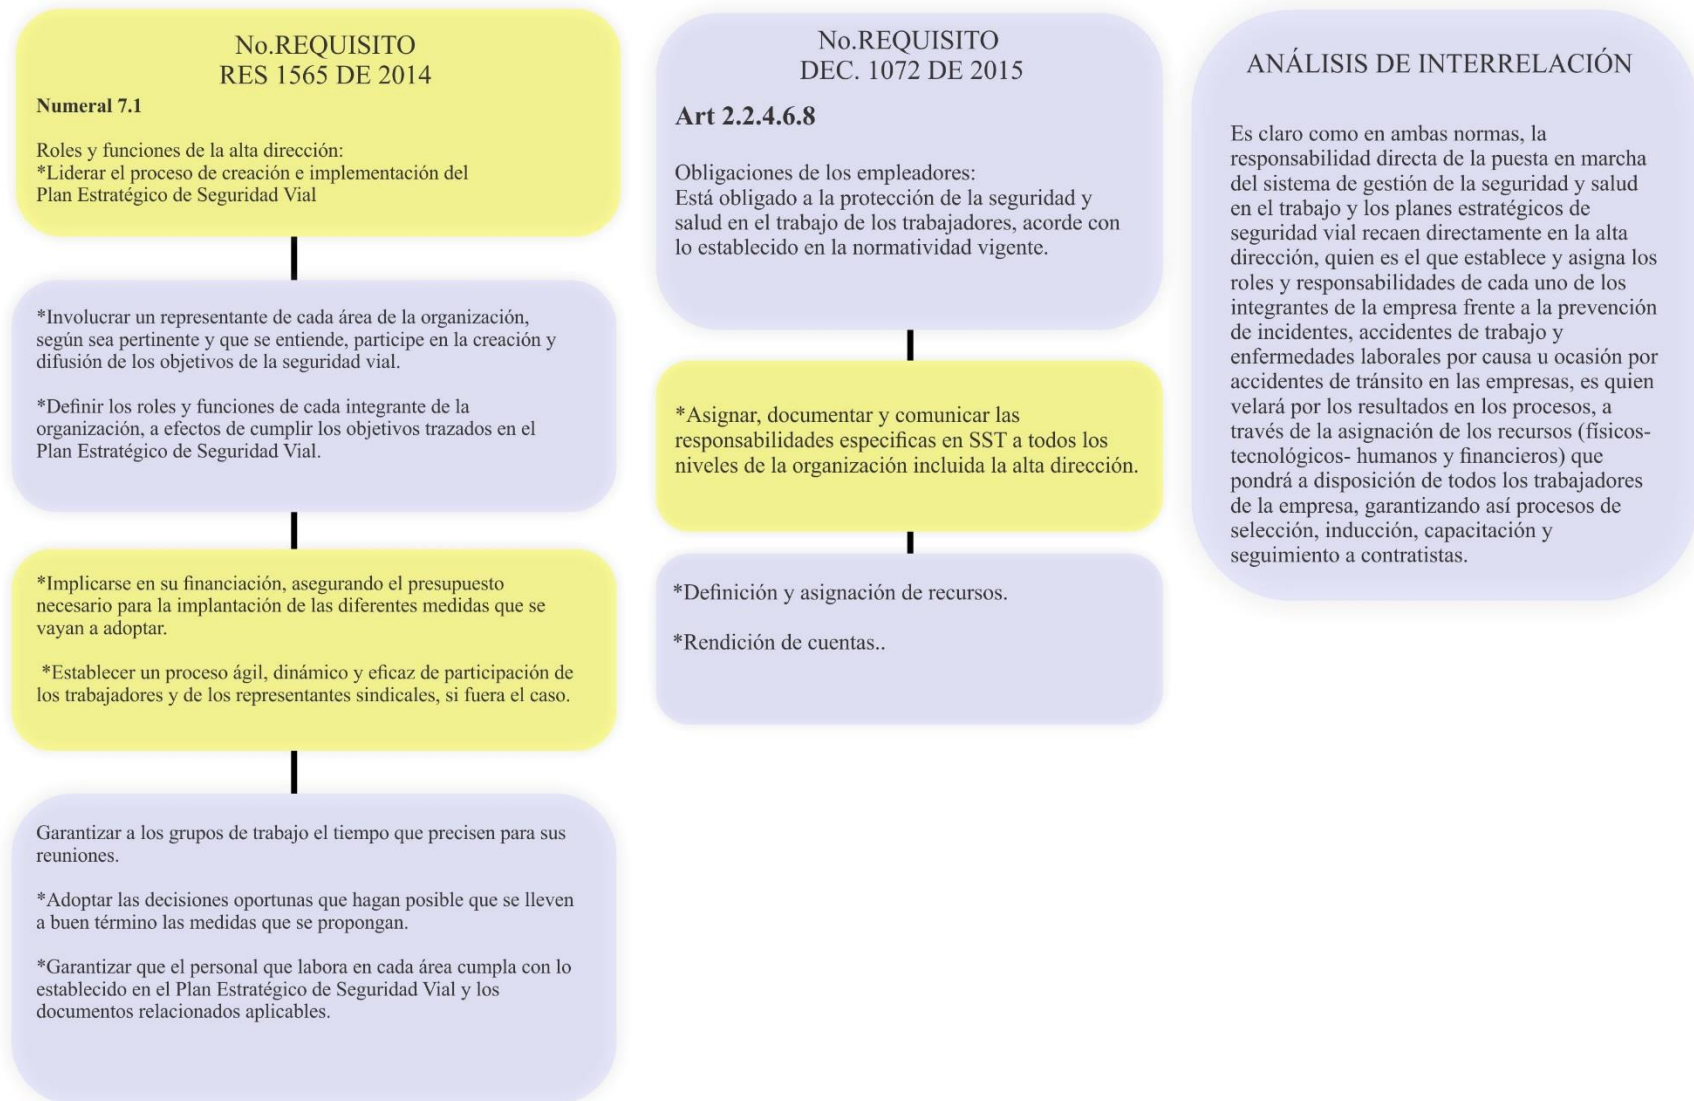 No.REQUISITO
RES 1565 DE 2014
Numeral 7.1
Roles y funciones de la alta dirección:
*Liderar el proceso de creación e implementación del
Plan Estratégico de Seguridad Vial
*Involucrar un representante de cada área de la organización,
según sea pertinente y que se entiende, participe en la creación y
difusión de los objetivos de la seguridad vial.
*Definir los roles y funciones de cada integrante de la
organización, a efectos de cumplir los objetivos trazados en el
Plan Estratégico de Seguridad Vial.
*Implicarse en su financiación, asegurando el presupuesto
necesario para la implantación de las diferentes medidas que se
vayan a adoptar.
*Establecer un proceso ágil, dinámico y eficaz de participación de
los trabajadores y de los representantes sindicales, si fuera el caso.
Garantizar a los grupos de trabajo el tiempo que precisen para sus
reuniones.
*Adoptar las decisiones oportunas que hagan posible que se lleven
a buen término las medidas que se propongan.
*Garantizar que el personal que labora en cada área cumpla con lo
establecido en el Plan Estratégico de Seguridad Vial y los
documentos relacionados aplicables.
No.REQUISITO
DEC. 1072 DE 2015
Art 2.2.4.6.8
Obligaciones de los empleadores:
Está obligado a la protección de la seguridad y
salud en el trabajo de los trabajadores, acorde con
lo establecido en la normatividad vigente.
*Asignar, documentar y comunicar las
responsabilidades especificas en SST a todos los
niveles de la organización incluida la alta dirección.
*Definición y asignación de recursos.
*Rendición de cuentas..
ANÁLISIS DE INTERRELACIÓN
Es claro como en ambas normas, la
responsabilidad directa de la puesta en marcha
del sistema de gestión de la seguridad y salud
en el trabajo y los planes estratégicos de
seguridad vial recaen directamente en la alta
dirección, quien es el que establece y asigna los
roles y responsabilidades de cada uno de los
integrantes de la empresa frente a la prevención
de incidentes, accidentes de trabajo y
enfermedades laborales por causa u ocasión por
accidentes de tránsito en las empresas, es quien
velará por los resultados en los procesos, a
través de la asignación de los recursos (físicos-
tecnológicos- humanos y financieros) que
pondrá a disposición de todos los trabajadores
de la empresa, garantizando así procesos de
selección, inducción, capacitación y
seguimiento a contratistas.